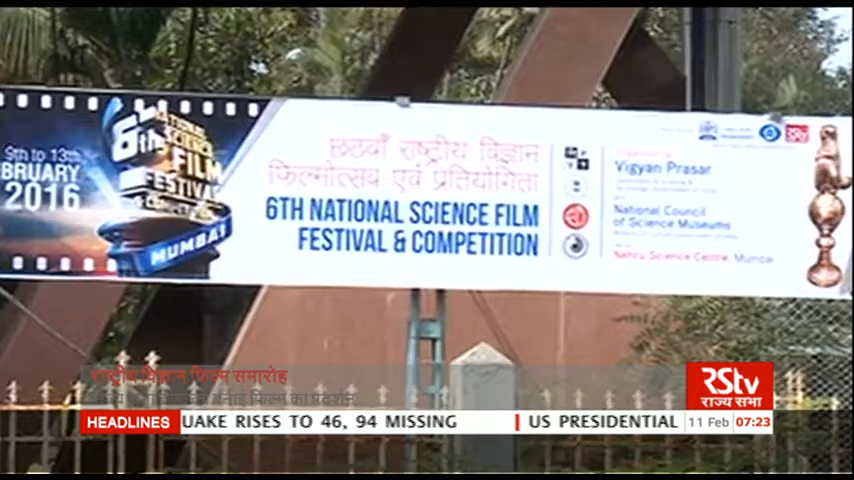 9th to 13th
BRUARY
2016
6th
NATIONAL
SCIENCE
FILM
FESTIVAL
MUMBAI
छठवाँ राष्ट्रीय विज्ञान
फिल्मोत्सव एवं प्रतियोगिता
6TH NATIONAL SCIENCE FILM
FESTIVAL & COMPETITION
Vigyan Prasar
National Council
of Science Museums
Nehru Science Centre, Mumbai
राष्ट्रीय विज्ञान फिल्म समारोह
RStv
राज्य सभा
HEADLINES UAKE RISES TO 46, 94 MISSING US PRESIDENTIAL 11 Feb 07:23